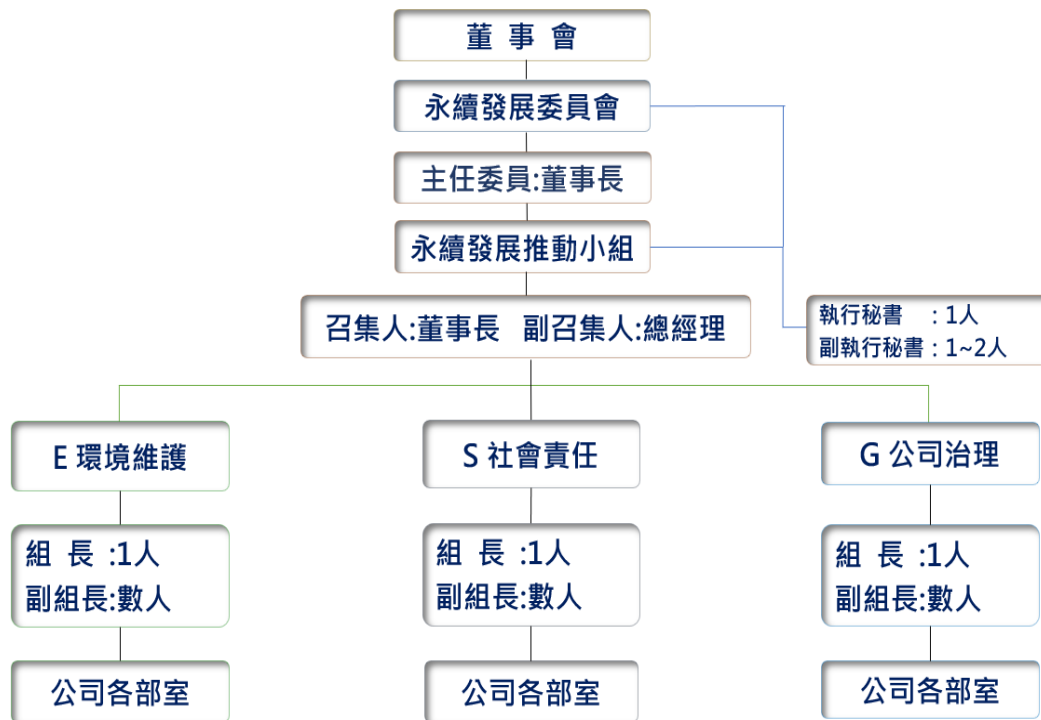 董 事 會
永續發展委員會
主任委員:董事長
永續發展推動小組
召集人:董事長 副召集人:總經理
執行秘書 : 1人
副執行秘書 : 1~2人
E 環境維護
S 社會責任
G 公司治理
組 長 :1人
副組長:數人
組 長 :1人
副組長:數人
組 長 :1人
副組長:數人
公司各部室
公司各部室
公司各部室